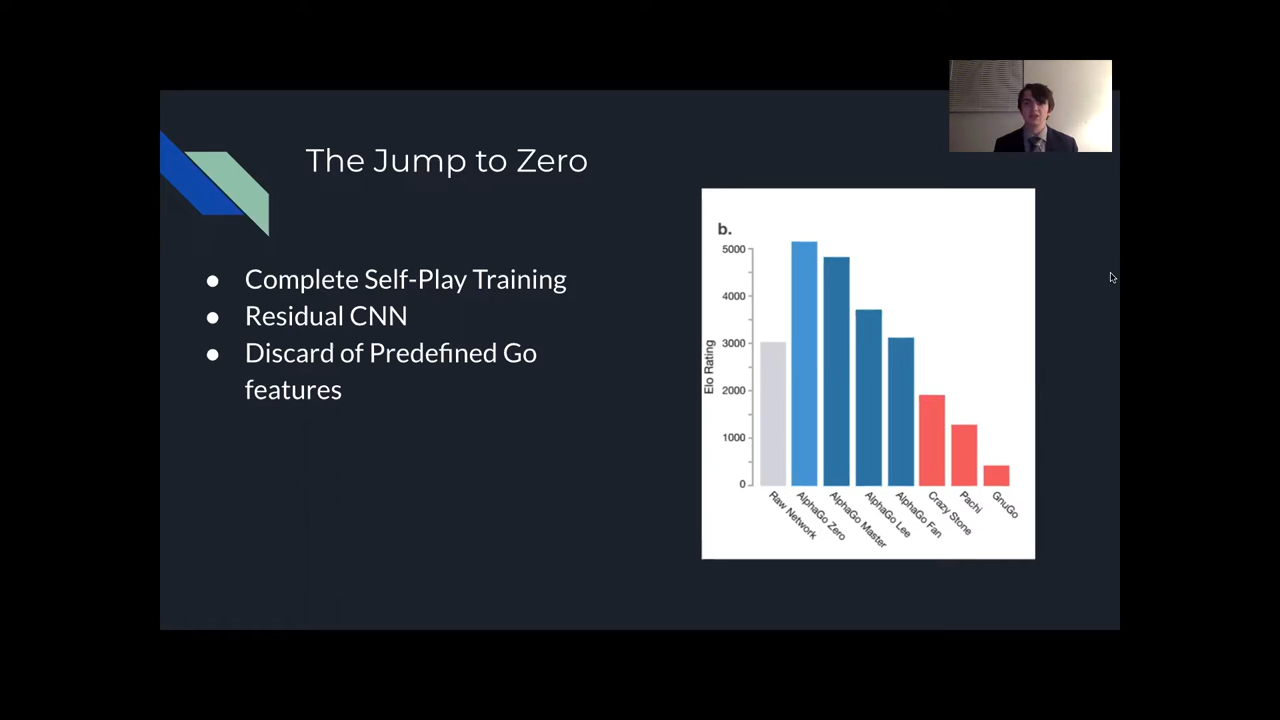 The Jump to Zero
● Complete Self-Play Training
● Residual CNN
● Discard of Predefined Go
features
b.
Elo Rating
5000
4000
3000
2000
1000
0
Raw Network
AlphaGo Zero
AlphaGo Master
AlphaGo Lee
AlphaGo Fan
Crazy Stone
Pachi
GnuGo